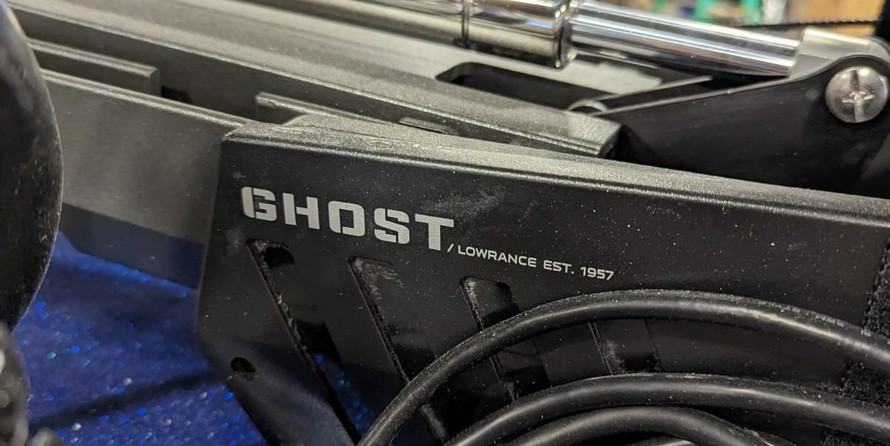 GHOST
/ LOWRANCE EST. 1957